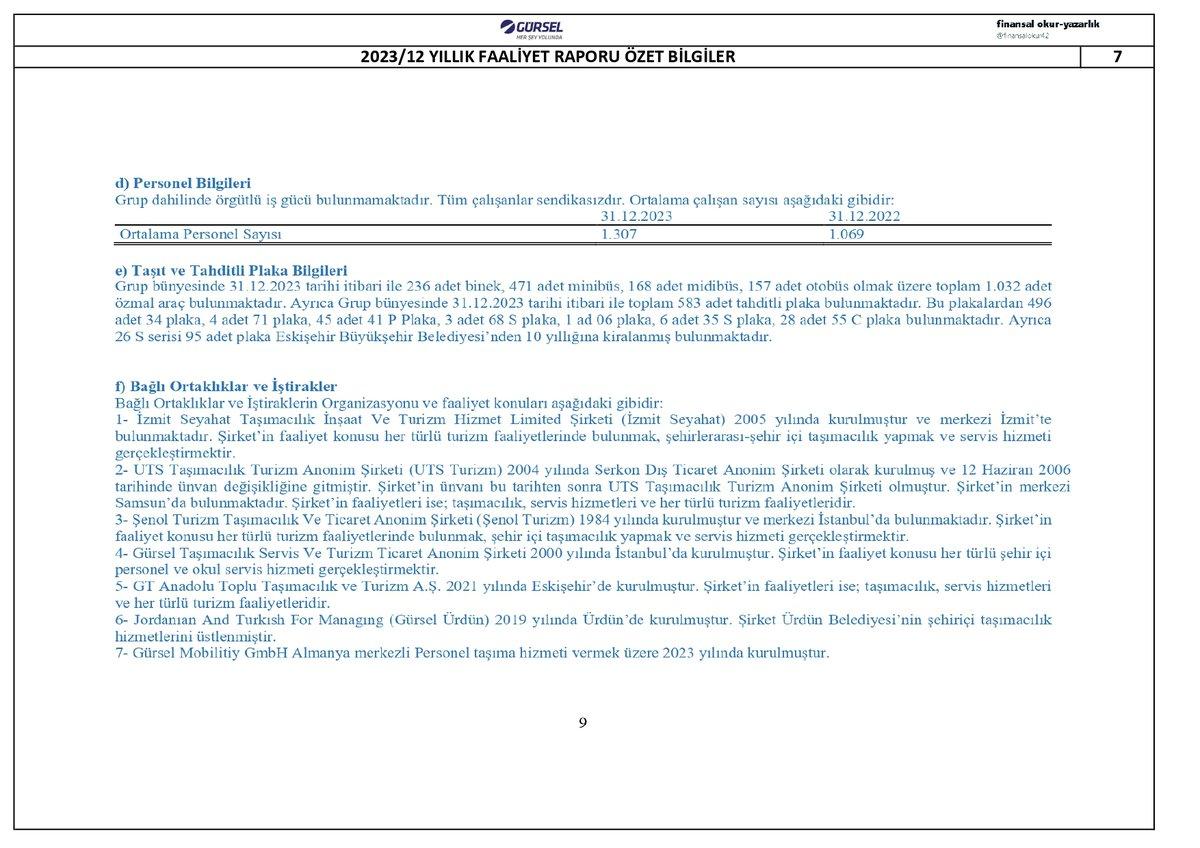 GÜRSEL
HER ŞEY YOLUNDA
finansal okur-yazarlık
@finansalokur42
2023/12 YILLIK FAALİYET RAPORU ÖZET BİLGİLER
7
d) Personel Bilgileri
Grup dahilinde örgütlü iş gücü bulunmamaktadır. Tüm çalışanlar sendikasızdır. Ortalama çalışan sayısı aşağıdaki gibidir:
31.12.2023 31.12.2022
Ortalama Personel Sayısı 1.307 1.069
e) Taşıt ve Tahditli Plaka Bilgileri
Grup bünyesinde 31.12.2023 tarihi itibari ile 236 adet binek, 471 adet minibüs, 168 adet midibüs, 157 adet otobüs olmak üzere toplam 1.032 adet
özmal araç bulunmaktadır. Ayrıca Grup bünyesinde 31.12.2023 tarihi itibari ile toplam 583 adet tahditli plaka bulunmaktadır. Bu plakalardan 496
adet 34 plaka, 4 adet 71 plaka, 45 adet 41 P Plaka, 3 adet 68 S plaka, 1 ad 06 plaka, 6 adet 35 S plaka, 28 adet 55 C plaka bulunmaktadır. Ayrıca
26 S serisi 95 adet plaka Eskişehir Büyükşehir Belediyesi'nden 10 yıllığına kiralanmış bulunmaktadır.
f) Bağlı Ortaklıklar ve İştirakler
Bağlı Ortaklıklar ve İştiraklerin Organizasyonu ve faaliyet konuları aşağıdaki gibidir:
1- İzmit Seyahat Taşımacılık İnşaat Ve Turizm Hizmet Limited Şirketi (İzmit Seyahat) 2005 yılında kurulmuştur ve merkezi İzmit'te
bulunmaktadır. Şirket'in faaliyet konusu her türlü turizm faaliyetlerinde bulunmak, şehirlerarası-şehir içi taşımacılık yapmak ve servis hizmeti
gerçekleştirmektir.
2- UTS Taşımacılık Turizm Anonim Şirketi (UTS Turizm) 2004 yılında Serkon Dış Ticaret Anonim Şirketi olarak kurulmuş ve 12 Haziran 2006
tarihinde ünvan değişikliğine gitmiştir. Şirket'in ünvanı bu tarihten sonra UTS Taşımacılık Turizm Anonim Şirketi olmuştur. Şirket'in merkezi
Samsun'da bulunmaktadır. Şirket'in faaliyetleri ise; taşımacılık, servis hizmetleri ve her türlü turizm faaliyetleridir.
3- Şenol Turizm Taşımacılık Ve Ticaret Anonim Şirketi (Şenol Turizm) 1984 yılında kurulmuştur ve merkezi İstanbul'da bulunmaktadır. Şirket'in
faaliyet konusu her türlü turizm faaliyetlerinde bulunmak, şehir içi taşımacılık yapmak ve servis hizmeti gerçekleştirmektir.
4- Gürsel Taşımacılık Servis Ve Turizm Ticaret Anonim Şirketi 2000 yılında İstanbul'da kurulmuştur. Şirket'in faaliyet konusu her türlü şehir içi
personel ve okul servis hizmeti gerçekleştirmektir.
5- GT Anadolu Toplu Taşımacılık ve Turizm A.Ş. 2021 yılında Eskişehir'de kurulmuştur. Şirket'in faaliyetleri ise; taşımacılık, servis hizmetleri
ve her türlü turizm faaliyetleridir.
6- Jordanıan And Turkısh For Managıng (Gürsel Ürdün) 2019 yılında Ürdün'de kurulmuştur. Şirket Ürdün Belediyesi'nin şehiriçi taşımacılık
hizmetlerini üstlenmiştir.
7- Gürsel Mobilitiy GmbH Almanya merkezli Personel taşıma hizmeti vermek üzere 2023 yılında kurulmuştur.
9